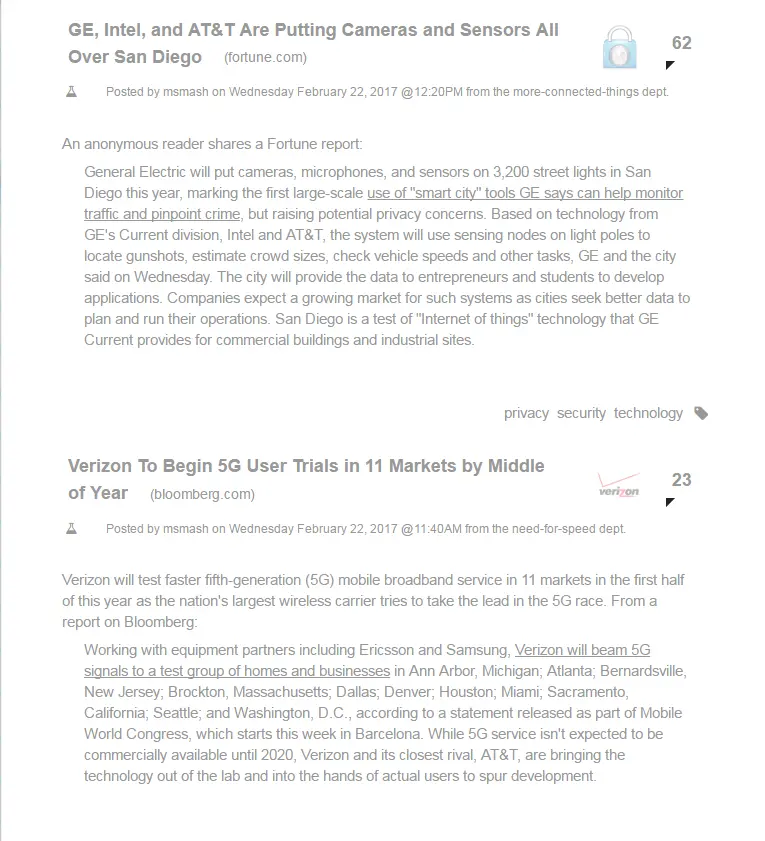 GE, Intel, and AT&T Are Putting Cameras and Sensors All
Over San Diego (fortune.com)
62
Posted by msmash on Wednesday February 22, 2017 @12:20PM from the more-connected-things dept.
An anonymous reader shares a Fortune report:
General Electric will put cameras, microphones, and sensors on 3,200 street lights in San
Diego this year, marking the first large-scale use of "smart city" tools GE says can help monitor
traffic and pinpoint crime, but raising potential privacy concerns. Based on technology from
GE's Current division, Intel and AT&T, the system will use sensing nodes on light poles to
locate gunshots, estimate crowd sizes, check vehicle speeds and other tasks, GE and the city
said on Wednesday. The city will provide the data to entrepreneurs and students to develop
applications. Companies expect a growing market for such systems as cities seek better data to
plan and run their operations. San Diego is a test of "Internet of things" technology that GE
Current provides for commercial buildings and industrial sites.
privacy security technology
Verizon To Begin 5G User Trials in 11 Markets by Middle
of Year (bloomberg.com)
verizon
23
Posted by msmash on Wednesday February 22, 2017 @11:40AM from the need-for-speed dept.
Verizon will test faster fifth-generation (5G) mobile broadband service in 11 markets in the first half
of this year as the nation's largest wireless carrier tries to take the lead in the 5G race. From a
report on Bloomberg:
Working with equipment partners including Ericsson and Samsung, Verizon will beam 5G
signals to a test group of homes and businesses in Ann Arbor, Michigan; Atlanta; Bernardsville,
New Jersey; Brockton, Massachusetts; Dallas; Denver; Houston; Miami; Sacramento,
California; Seattle; and Washington, D.C., according to a statement released as part of Mobile
World Congress, which starts this week in Barcelona. While 5G service isn't expected to be
commercially available until 2020, Verizon and its closest rival, AT&T, are bringing the
technology out of the lab and into the hands of actual users to spur development.